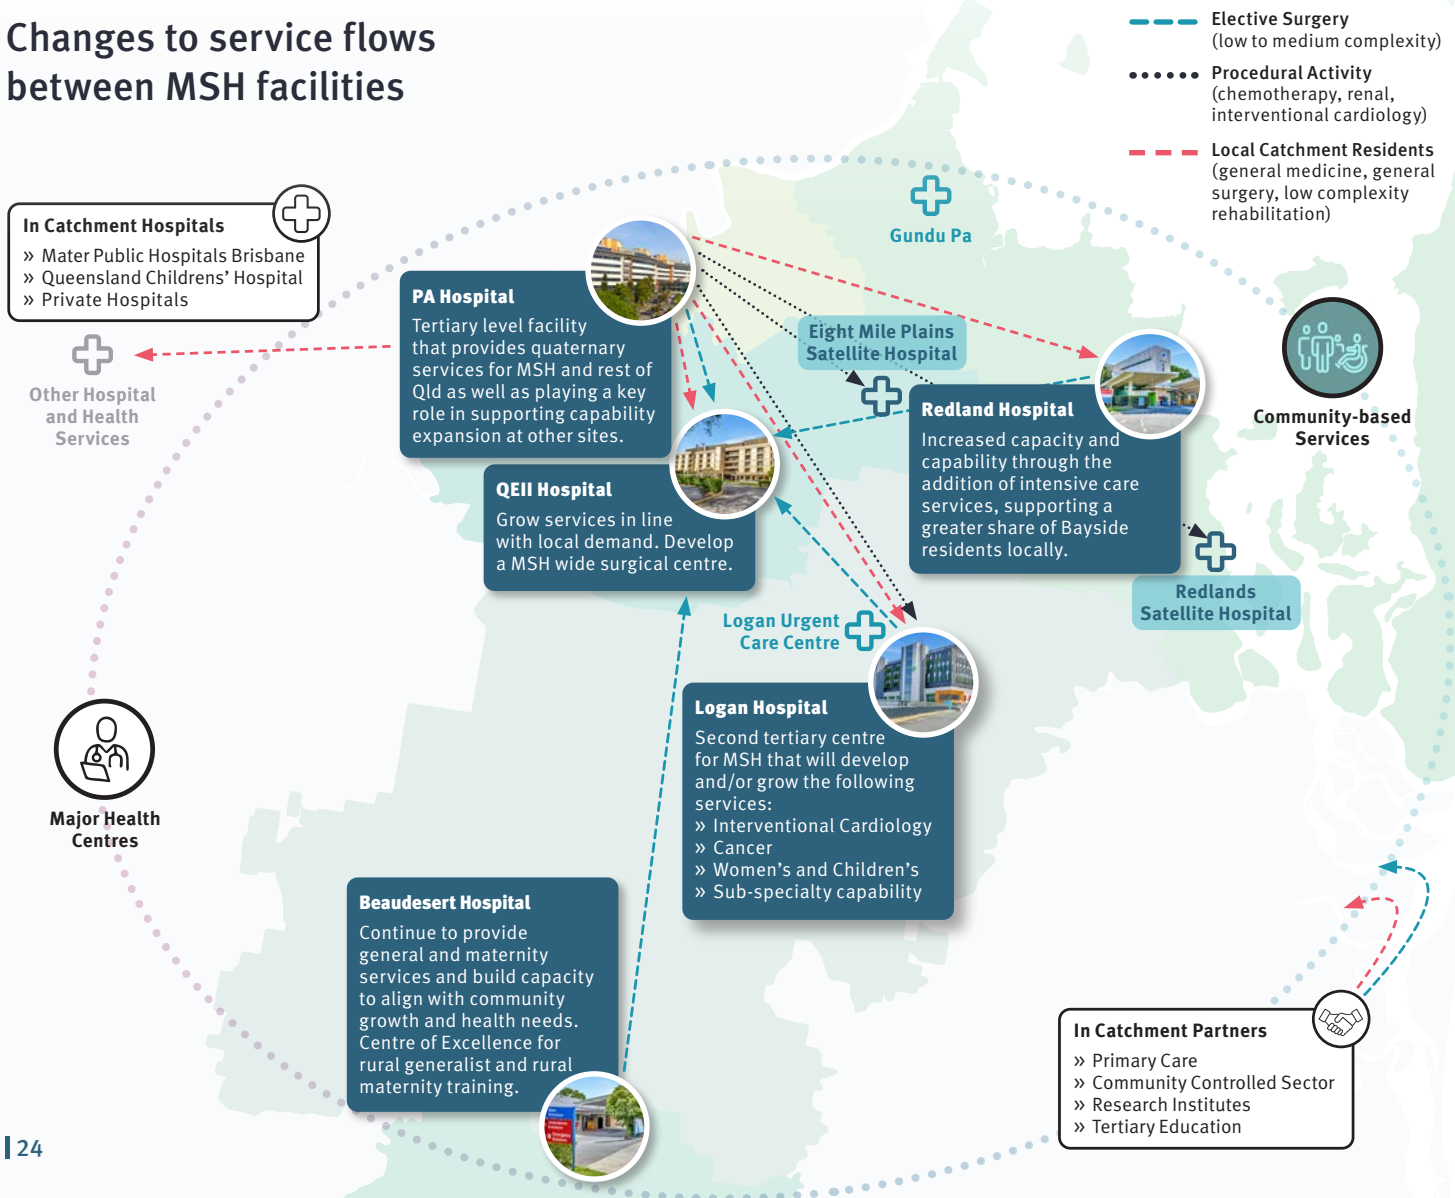 Changes to service flows
between MSH facilities
Elective Surgery
(low to medium complexity)
Procedural Activity
(chemotherapy, renal,
interventional cardiology)
Local Catchment Residents
(general medicine, general
surgery, low complexity
rehabilitation)
In Catchment Hospitals
» Mater Public Hospitals Brisbane
» Queensland Childrens' Hospital
» Private Hospitals
Other Hospital
and Health
Services
PA Hospital
Tertiary level facility
that provides quaternary
services for MSH and rest of
Qld as well as playing a key
role in supporting capability
expansion at other sites.
Gundu Pa
Eight Mile Plains
Satellite Hospital
Redland Hospital
Increased capacity and
capability through the
addition of intensive care
services, supporting a
greater share of Bayside
residents locally.
Community-based
Services
QEII Hospital
Grow services in line
with local demand. Develop
a MSH wide surgical centre.
Redlands
Satellite Hospital
Logan Urgent
Care Centre
Logan Hospital
Second tertiary centre
for MSH that will develop
and/or grow the following
services:
» Interventional Cardiology
» Cancer
» Women's and Children's
» Sub-specialty capability
Major Health
Centres
Beaudesert Hospital
Continue to provide
general and maternity
services and build capacity
to align with community
growth and health needs.
Centre of Excellence for
rural generalist and rural
maternity training.
In Catchment Partners
» Primary Care
» Community Controlled Sector
» Research Institutes
» Tertiary Education
24